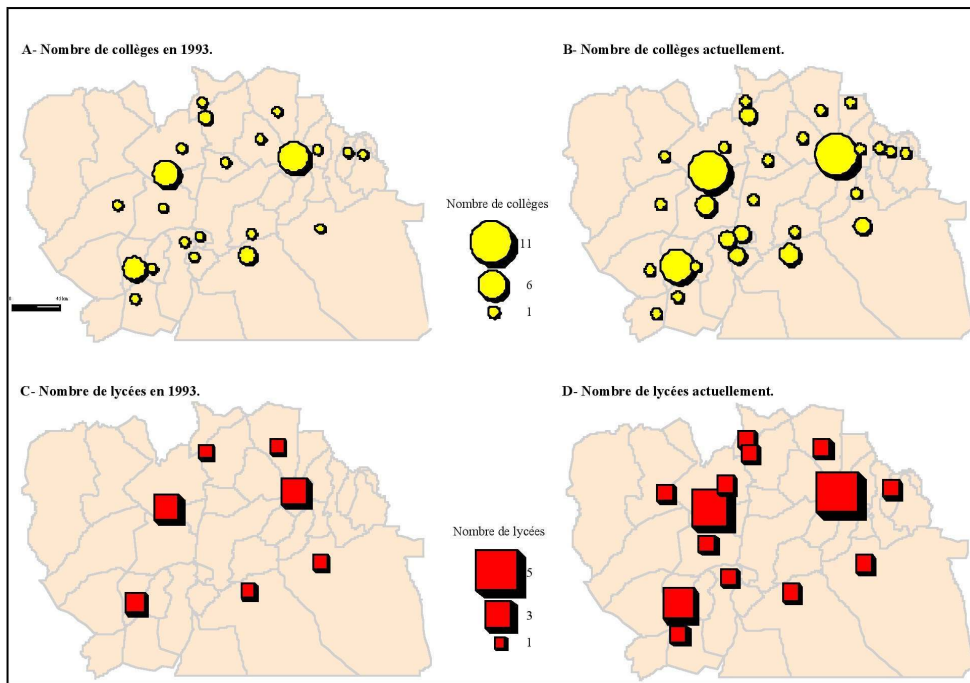 A- Nombre de collèges en 1993.
B- Nombre de collèges actuellement.
Nombre de collèges
11
6
1
0
C- Nombre de lycées en 1993.
D- Nombre de lycées actuellement.
Nombre de lycées
5
3
1